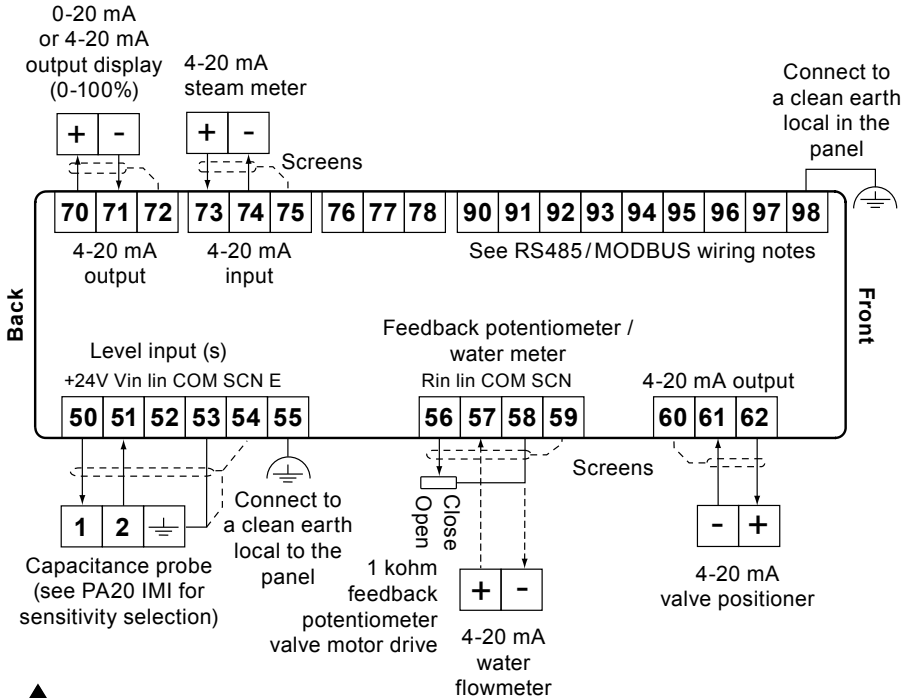 0-20 mA
or 4-20 mA
output display
(0-100%)
4-20 mA
steam meter
Connect to
a clean earth
local in the
panel
+ -
+ -
Screens
70 71 72 73 74 75 76 77 78 90 91 92 93 94 95 96 97 98
4-20 mA
output
4-20 mA
input
See RS485/MODBUS wiring notes
Back
Front
Level input (s)
+24V Vin Iin COM SCN E
Feedback potentiometer /
water meter
Rin Iin COM SCN
4-20 mA output
50 51 52 53 54 55 56 57 58 59 60 61 62
Screens
Open
Close
1 2
Capacitance probe
(see PA20 IMI for
sensitivity selection)
Connect to
a clean earth
local to the
panel
1 kohm
feedback
potentiometer
valve motor drive
+ -
4-20 mA
water
flowmeter
- +
4-20 mA
valve positioner